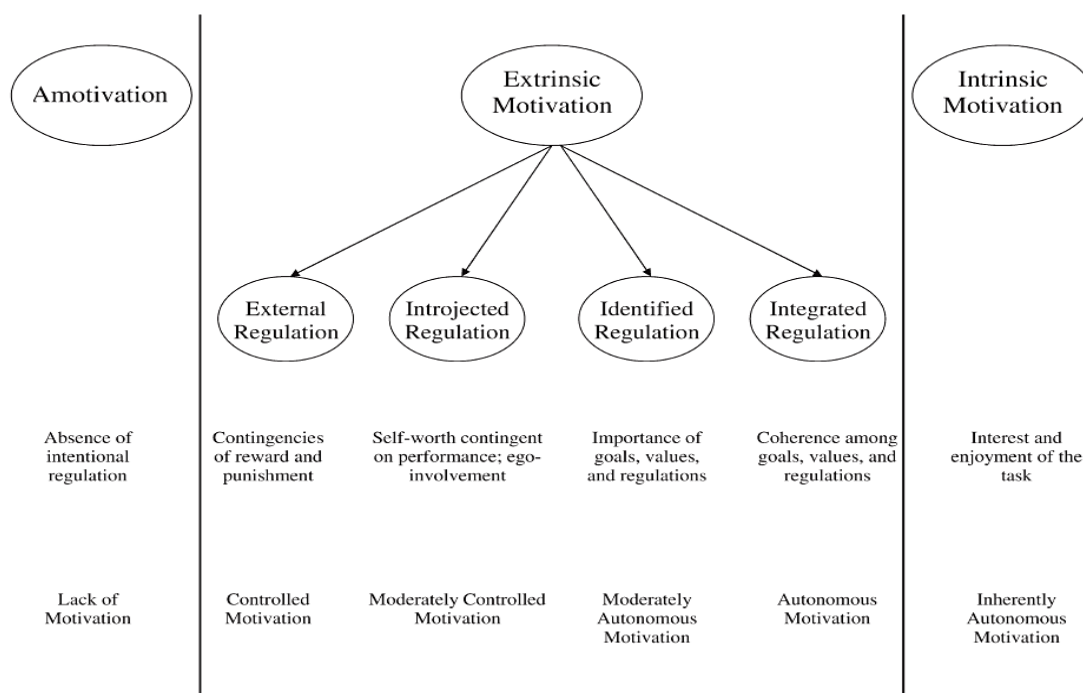 Amotivation
Extrinsic
Motivation
Intrinsic
Motivation
External
Regulation
Introjected
Regulation
Identified
Regulation
Integrated
Regulation
Absence of
intentional
regulation
Contingencies
of reward and
punishment
Self-worth contingent
on performance; ego-
involvement
Importance of
goals, values,
and regulations
Coherence among
goals, values, and
regulations
Interest and
enjoyment of the
task
Lack of
Motivation
Controlled
Motivation
Moderately Controlled
Motivation
Moderately
Autonomous
Motivation
Autonomous
Motivation
Inherently
Autonomous
Motivation